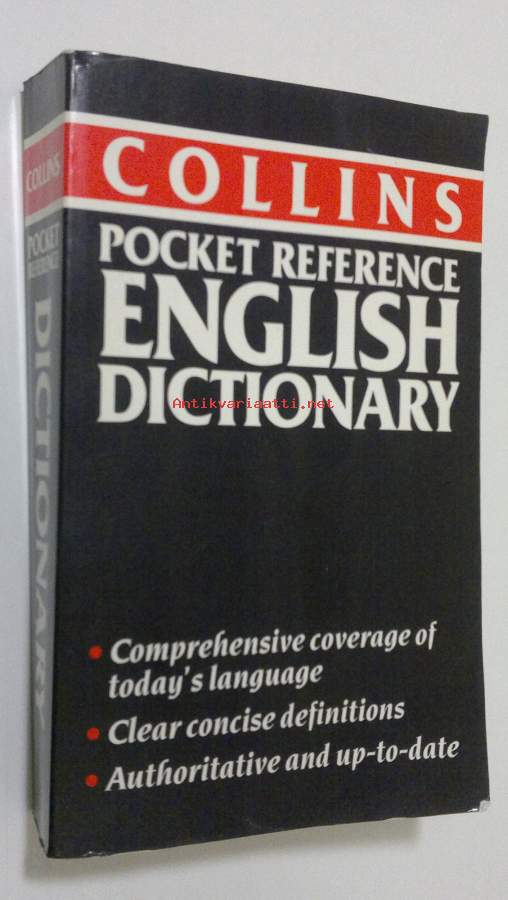 COLLINS
POCKET REFERENCE
ENGLISH
DICTIONARY
Antikvariaatti.net
• Comprehensive coverage of
today's language
• Clear concise definitions
• Authoritative and up-to-date
COLLINS
POCKET
REFERENCE
DICTIONARY